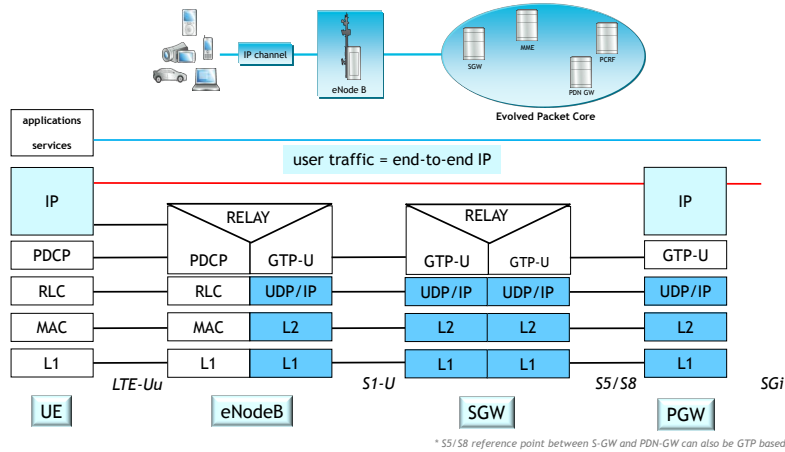 IP channel
eNode B
SGW
MME
PCRF
PDN GW
Evolved Packet Core
applications
services
user traffic = end-to-end IP
IP
RELAY
RELAY
IP
PDCP
PDCP
GTP-U
GTP-U
GTP-U
GTP-U
RLC
RLC
UDP/IP
UDP/IP
UDP/IP
UDP/IP
MAC
MAC
L2
L2
L2
L2
L1
L1
L1
L1
L1
L1
LTE-Uu
S1-U
S5/S8
SGi
UE
eNodeB
SGW
PGW
* S5/S8 reference point between S-GW and PDN-GW can also be GTP based